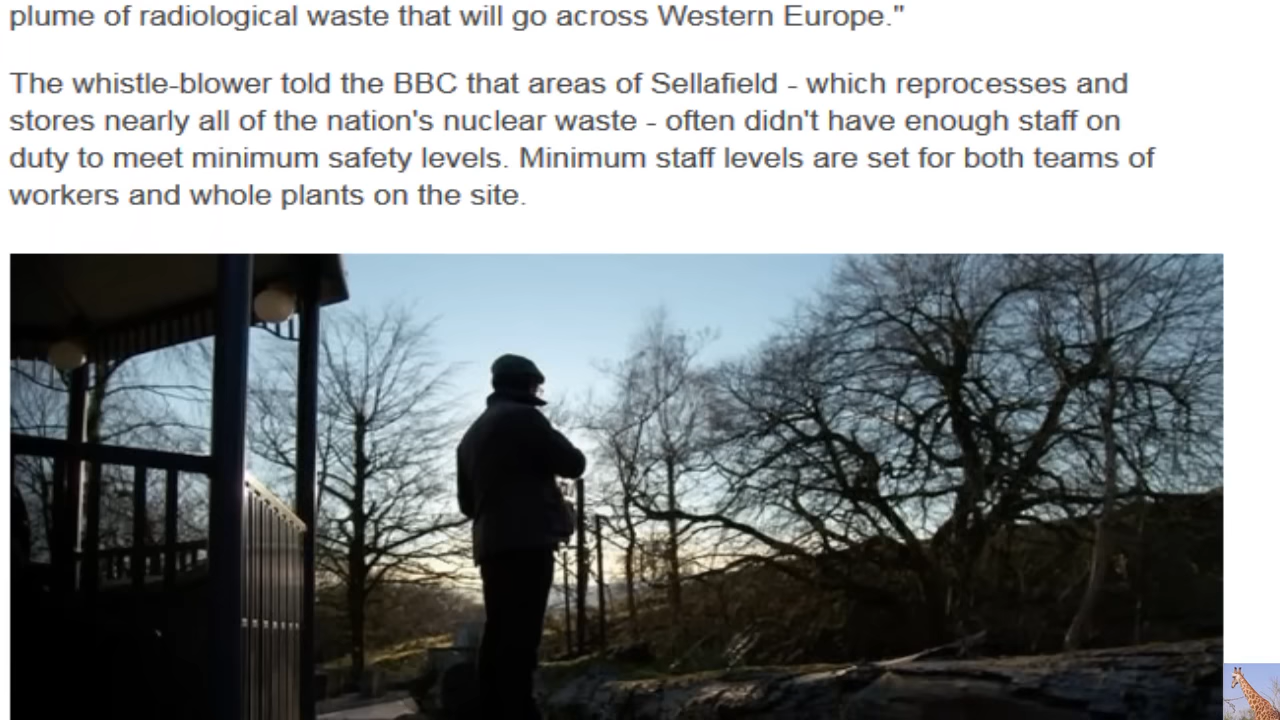 plume of radiological waste that will go across Western Europe."
The whistle-blower told the BBC that areas of Sellafield - which reprocesses and
stores nearly all of the nation's nuclear waste - often didn't have enough staff on
duty to meet minimum safety levels. Minimum staff levels are set for both teams of
workers and whole plants on the site.